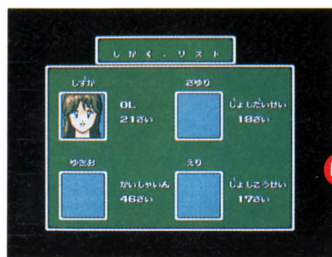 しかく・リスト
しずか
OL
21さい
さゆり
じょしだいせい
18さい
ゆきお
かいしゃいん
46さい
えり
じょしこうせい
17さい